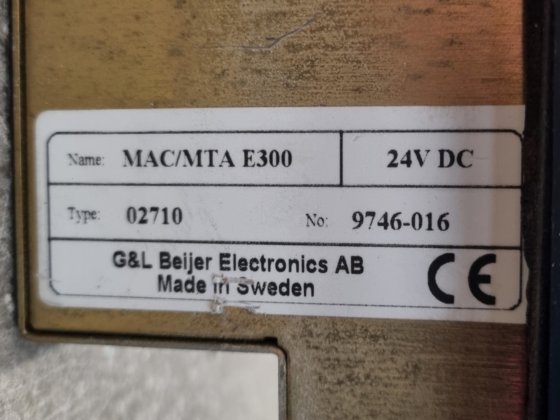 Name: MAC/MTA E300 24V DC
Type: 02710 No: 9746-016
G&L Beijer Electronics AB
Made in Sweden
CE